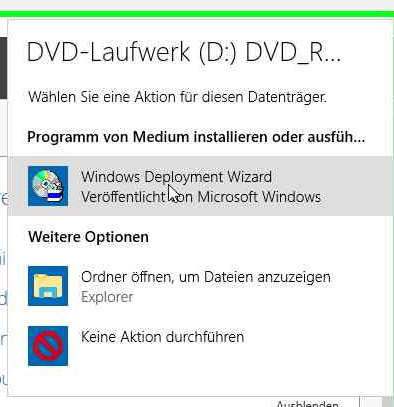 DVD-Laufwerk (D:) DVD_R...
Wählen Sie eine Aktion für diesen Datenträger.
Programm von Medium installieren oder ausfüh...
Windows Deployment Wizard
Veröffentlicht von Microsoft Windows
Weitere Optionen
Ordner öffnen, um Dateien anzuzeigen
Explorer
Keine Aktion durchführen
Ausblenden